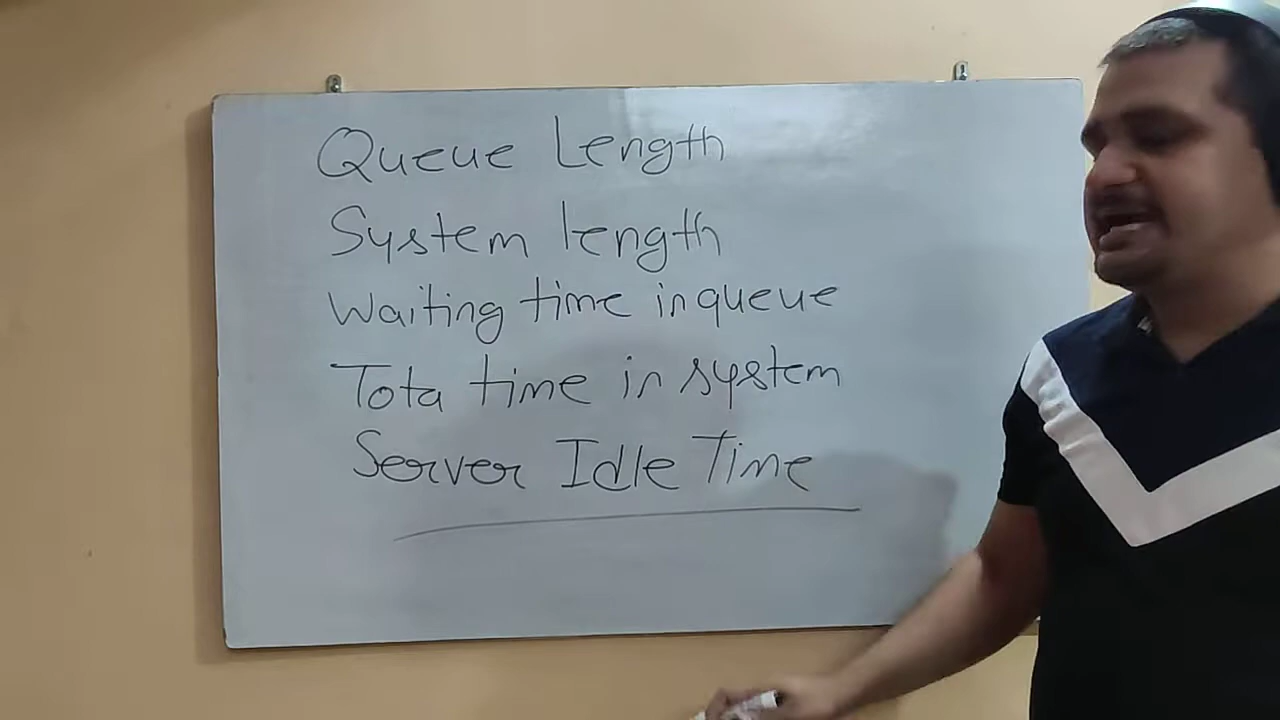 Queue Length
System length
Waiting time in queue
Tota time in system
Server Idle Time